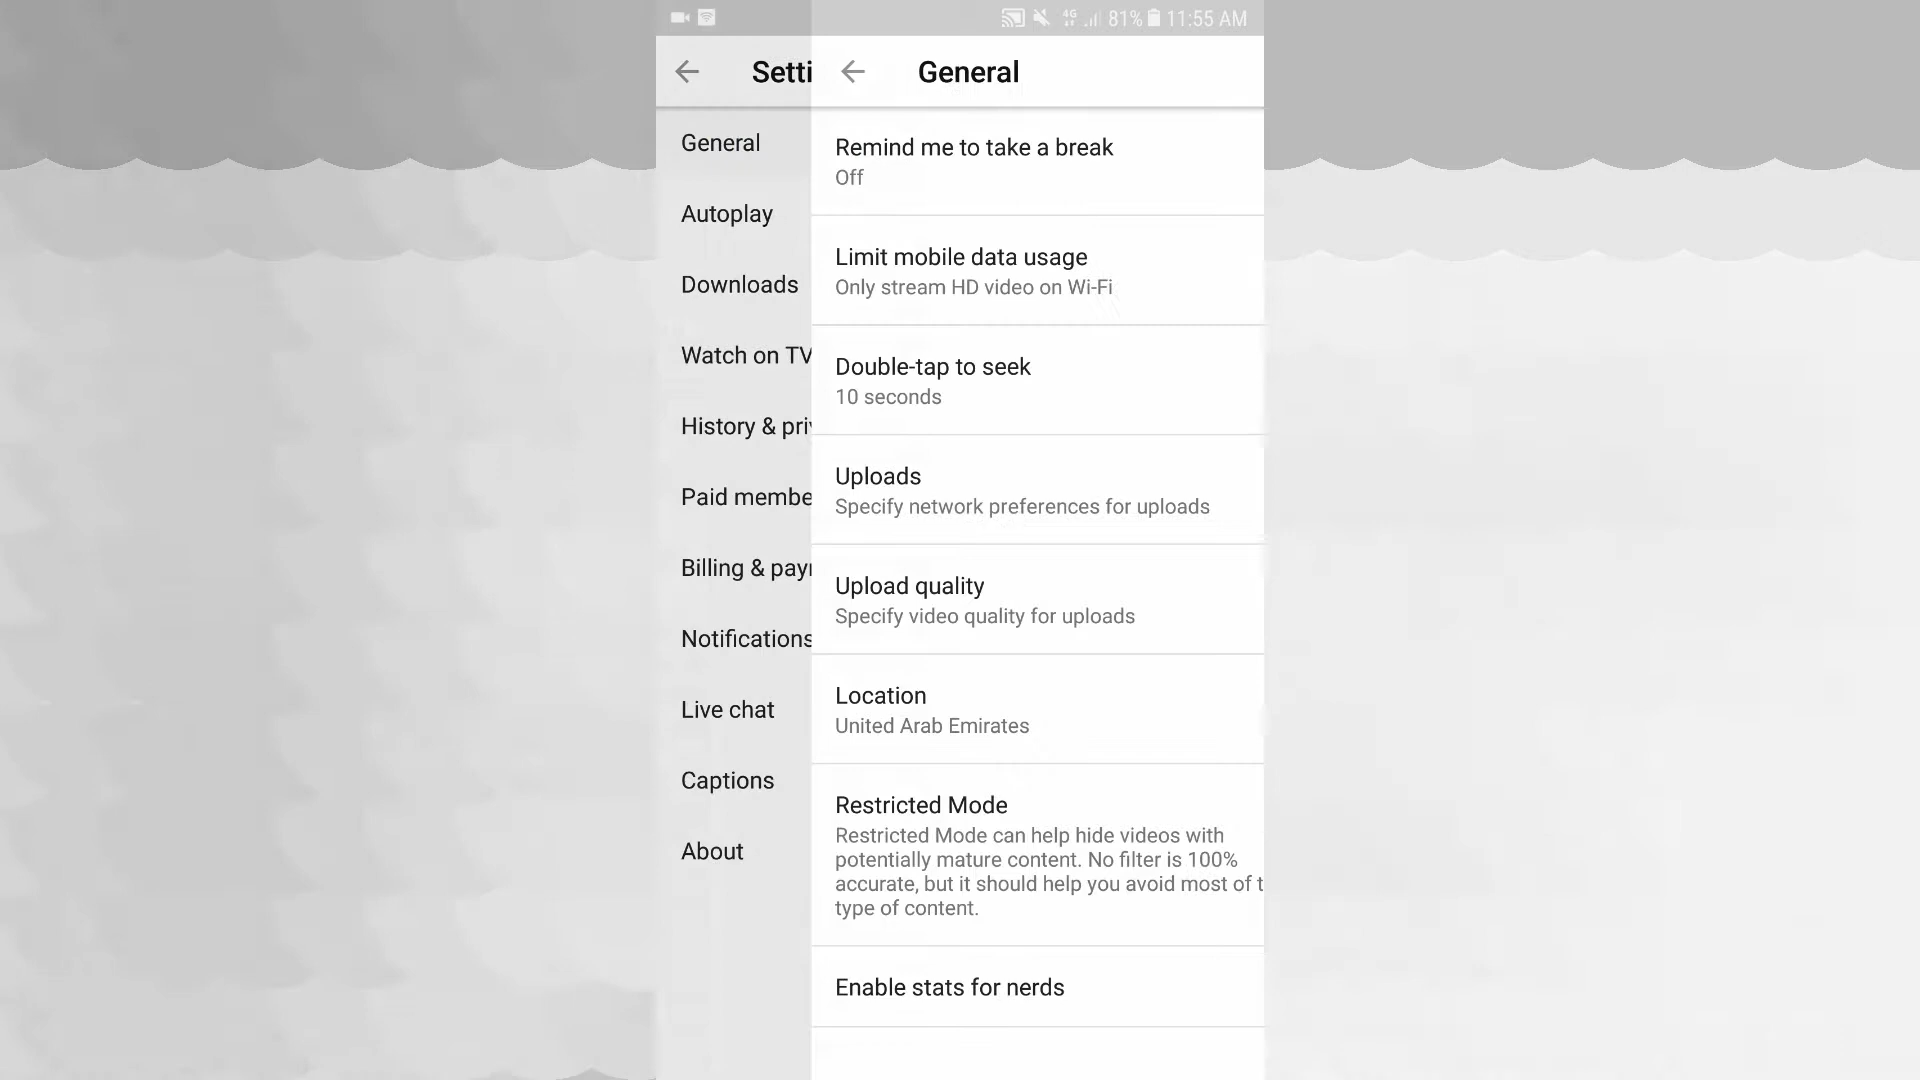 4G 81% 11:55 AM
Setti
General
Autoplay
Downloads
Watch on TV
History & pri
Paid membe
Billing & pay
Notifications
Live chat
Captions
About
General
Remind me to take a break
Off
Limit mobile data usage
Only stream HD video on Wi-Fi
Double-tap to seek
10 seconds
Uploads
Specify network preferences for uploads
Upload quality
Specify video quality for uploads
Location
United Arab Emirates
Restricted Mode
Restricted Mode can help hide videos with
potentially mature content. No filter is 100%
accurate, but it should help you avoid most of t
type of content.
Enable stats for nerds